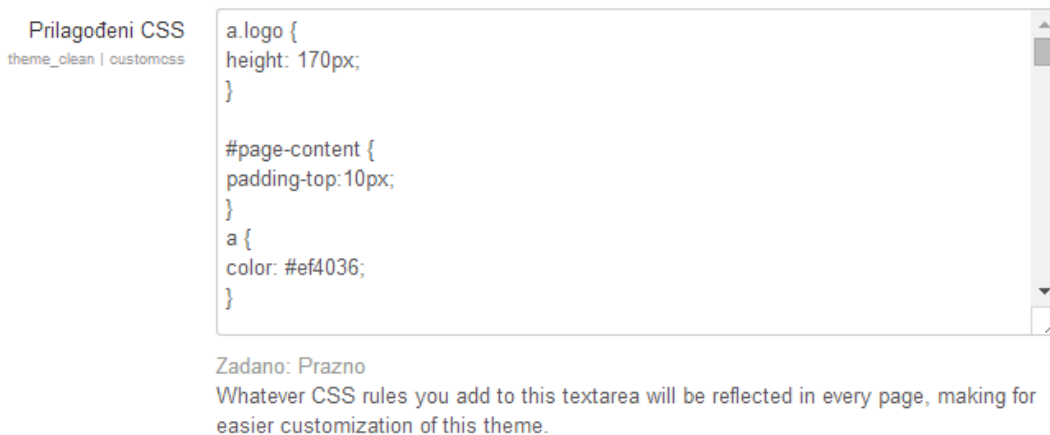 Prilagođeni CSS
theme_clean | customcss
a.logo {
height: 170px;
}
#page-content {
padding-top:10px;
}
a {
color: #ef4036;
}
Zadano: Prazno
Whatever CSS rules you add to this textarea will be reflected in every page, making for
easier customization of this theme.